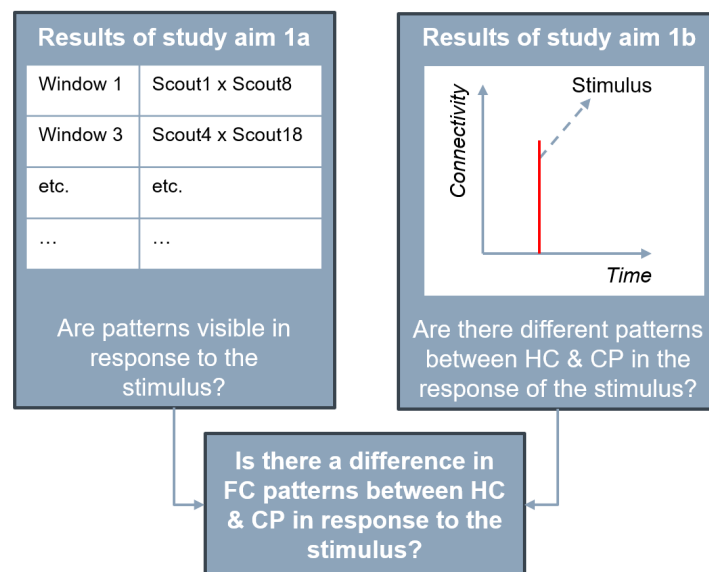 Results of study aim 1a
Window 1 Scout1 x Scout8
Window 3 Scout4 x Scout18
etc. etc.
... ...
Are patterns visible in
response to the
stimulus?
Results of study aim 1b
Stimulus
Connectivity
Time
Are there different patterns
between HC & CP in the
response of the stimulus?
Is there a difference in
FC patterns between HC
& CP in response to the
stimulus?